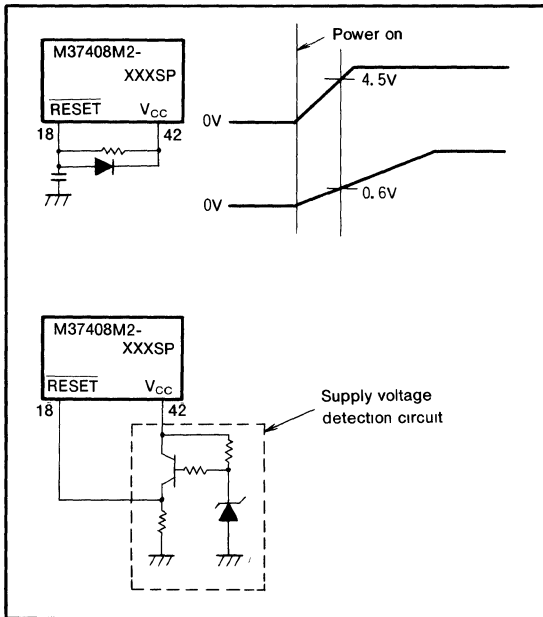 M37408M2-
XXXSP
RESET VCC
18 42
Power on
4.5V
0V
0.6V
0V
M37408M2-
XXXSP
RESET VCC
18 42
Supply voltage
detection circuit